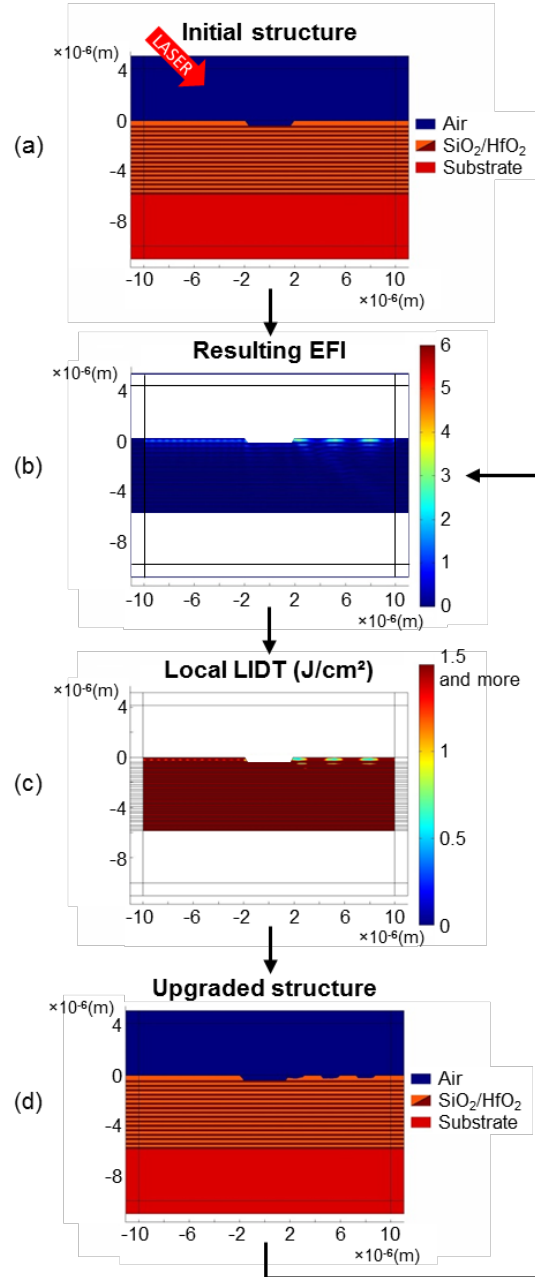 Initial structure
×10⁻⁶(m)
LASER
4
0
-4
-8
(a)
Air
SiO₂/HfO₂
Substrate
-10 -6 -2 2 6 10
×10⁻⁶(m)
Resulting EFI
×10⁻⁶(m)
4
0
-4
-8
(b)
6
5
4
3
2
1
0
-10 -6 -2 2 6 10
×10⁻⁶(m)
Local LIDT (J/cm²)
×10⁻⁶(m)
4
0
-4
-8
(c)
1.5
and more
1
0.5
0
-10 -6 -2 2 6 10
×10⁻⁶(m)
Upgraded structure
×10⁻⁶(m)
4
0
-4
-8
(d)
Air
SiO₂/HfO₂
Substrate
-10 -6 -2 2 6 10
×10⁻⁶(m)